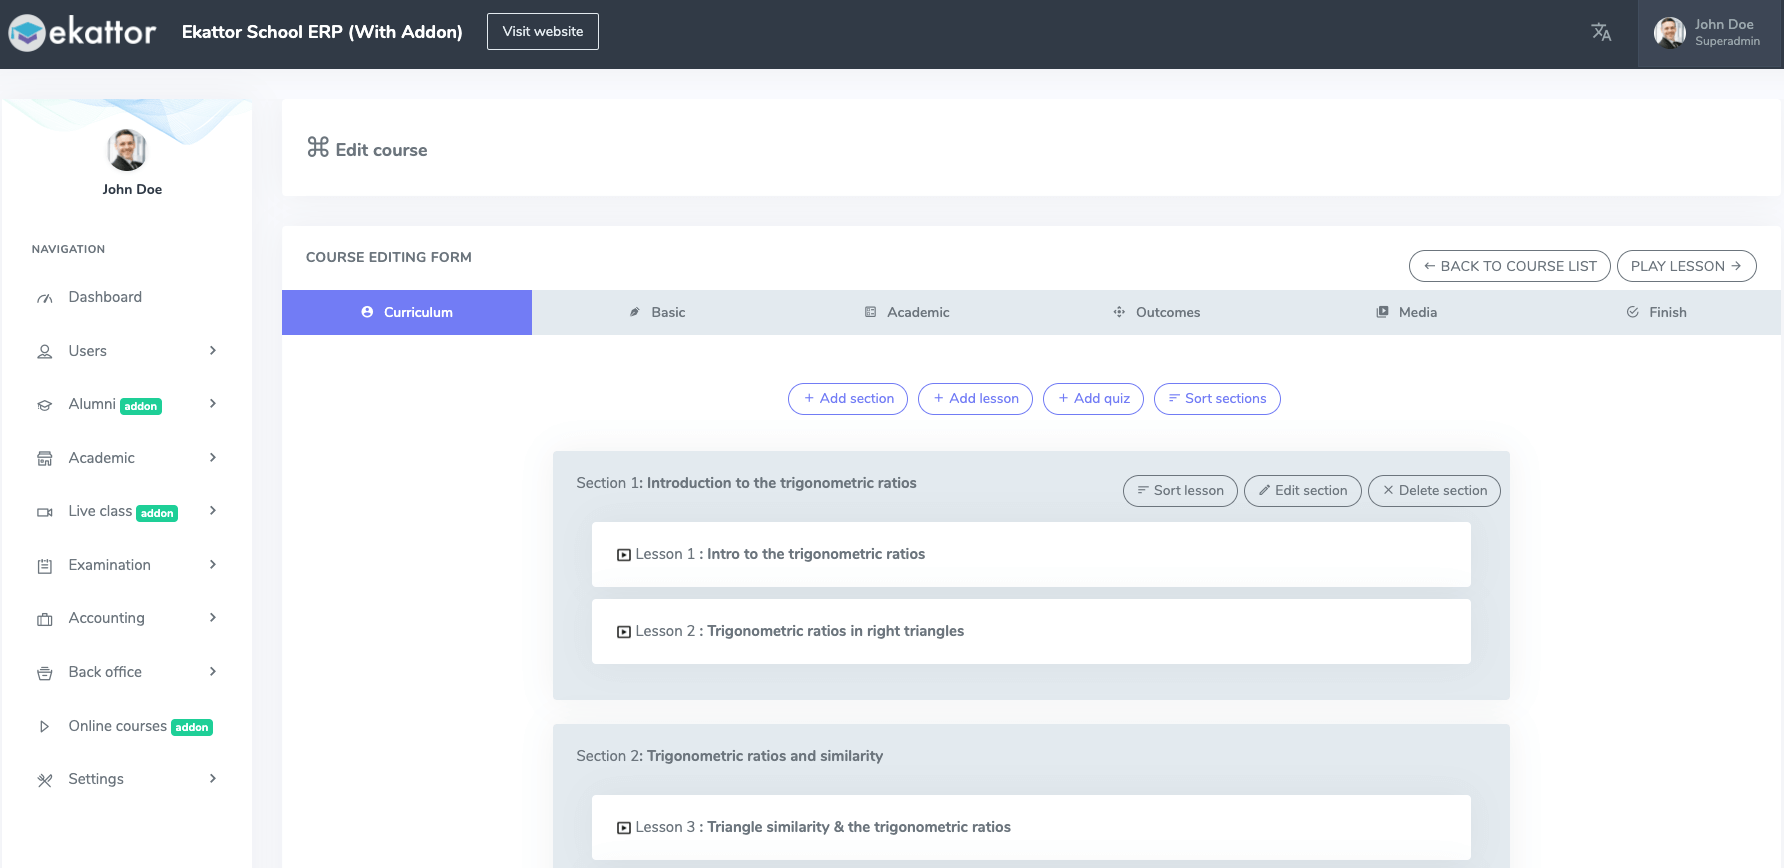 ekattor Ekattor School ERP (With Addon) Visit website
John Doe
Superadmin
John Doe
NAVIGATION
Dashboard
Users
Alumni addon
Academic
Live class addon
Examination
Accounting
Back office
Online courses addon
Settings
Edit course
COURSE EDITING FORM
← BACK TO COURSE LIST
PLAY LESSON →
Curriculum
Basic
Academic
Outcomes
Media
Finish
+ Add section
+ Add lesson
+ Add quiz
Sort sections
Section 1: Introduction to the trigonometric ratios
Sort lesson
Edit section
× Delete section
Lesson 1 : Intro to the trigonometric ratios
Lesson 2 : Trigonometric ratios in right triangles
Section 2: Trigonometric ratios and similarity
Lesson 3 : Triangle similarity & the trigonometric ratios